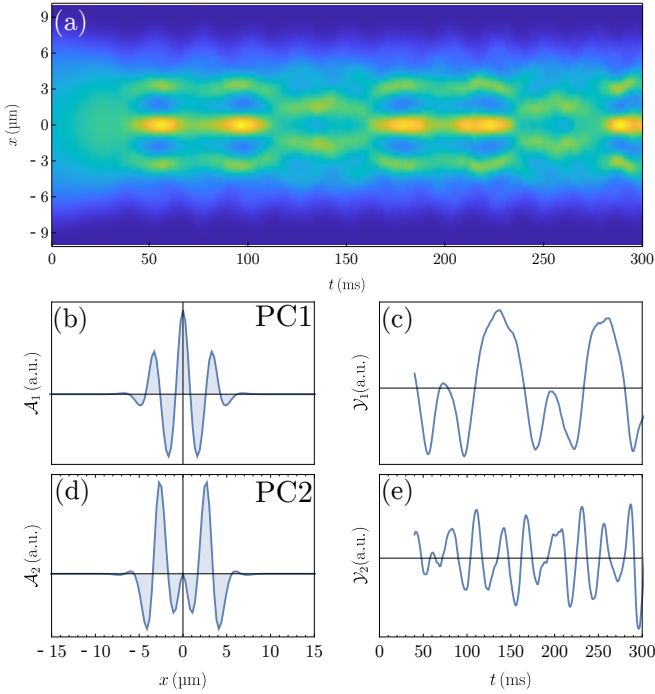 (a)
9
6
3
0
- 3
- 6
- 9
x (µm)
0 50 100 150 200 250 300
t (ms)
(b) PC1
𝒜₁ (a.u.)
(c)
𝒴₁(a.u.)
(d) PC2
𝒜₂ (a.u.)
- 15 - 10 - 5 0 5 10 15
x (µm)
(e)
𝒴₂(a.u.)
0 50 100 150 200 250 300
t (ms)